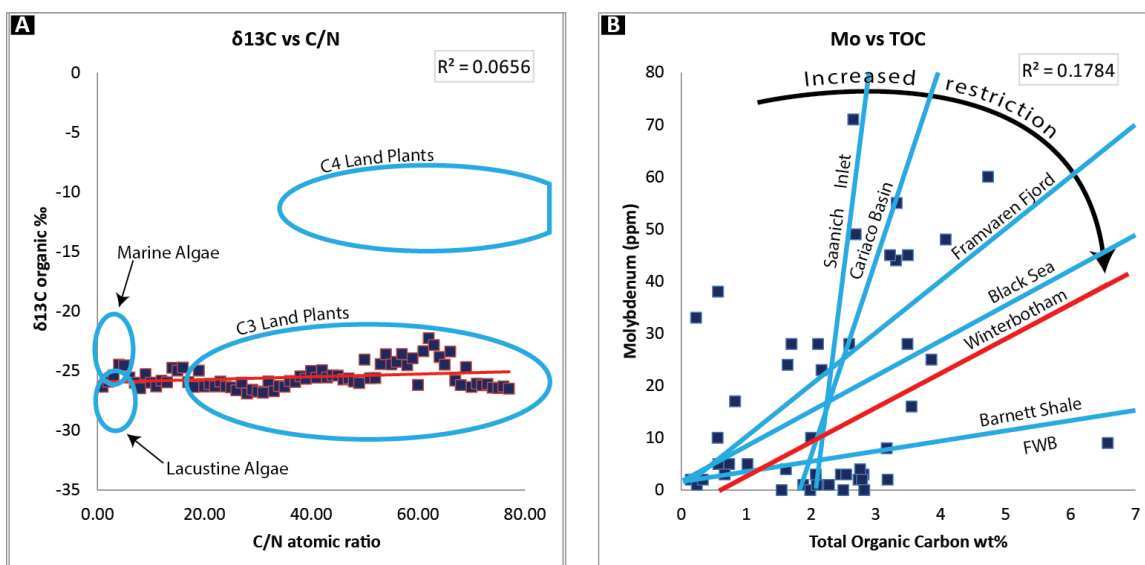 A
δ13C vs C/N
R² = 0.0656
0
-5
-10
-15
-20
-25
-30
-35
δ13C organic ‰
C4 Land Plants
Marine Algae
C3 Land Plants
Lacustine Algae
0.00
20.00
40.00
60.00
80.00
C/N atomic ratio
B
Mo vs TOC
R² = 0.1784
80
70
60
50
40
30
20
10
0
Molybdenum (ppm)
Increased restriction
Saanich Inlet
Cariaco Basin
Framvaren Fjord
Black Sea
Winterbotham
Barnett Shale
FWB
0
1
2
3
4
5
6
7
Total Organic Carbon wt%